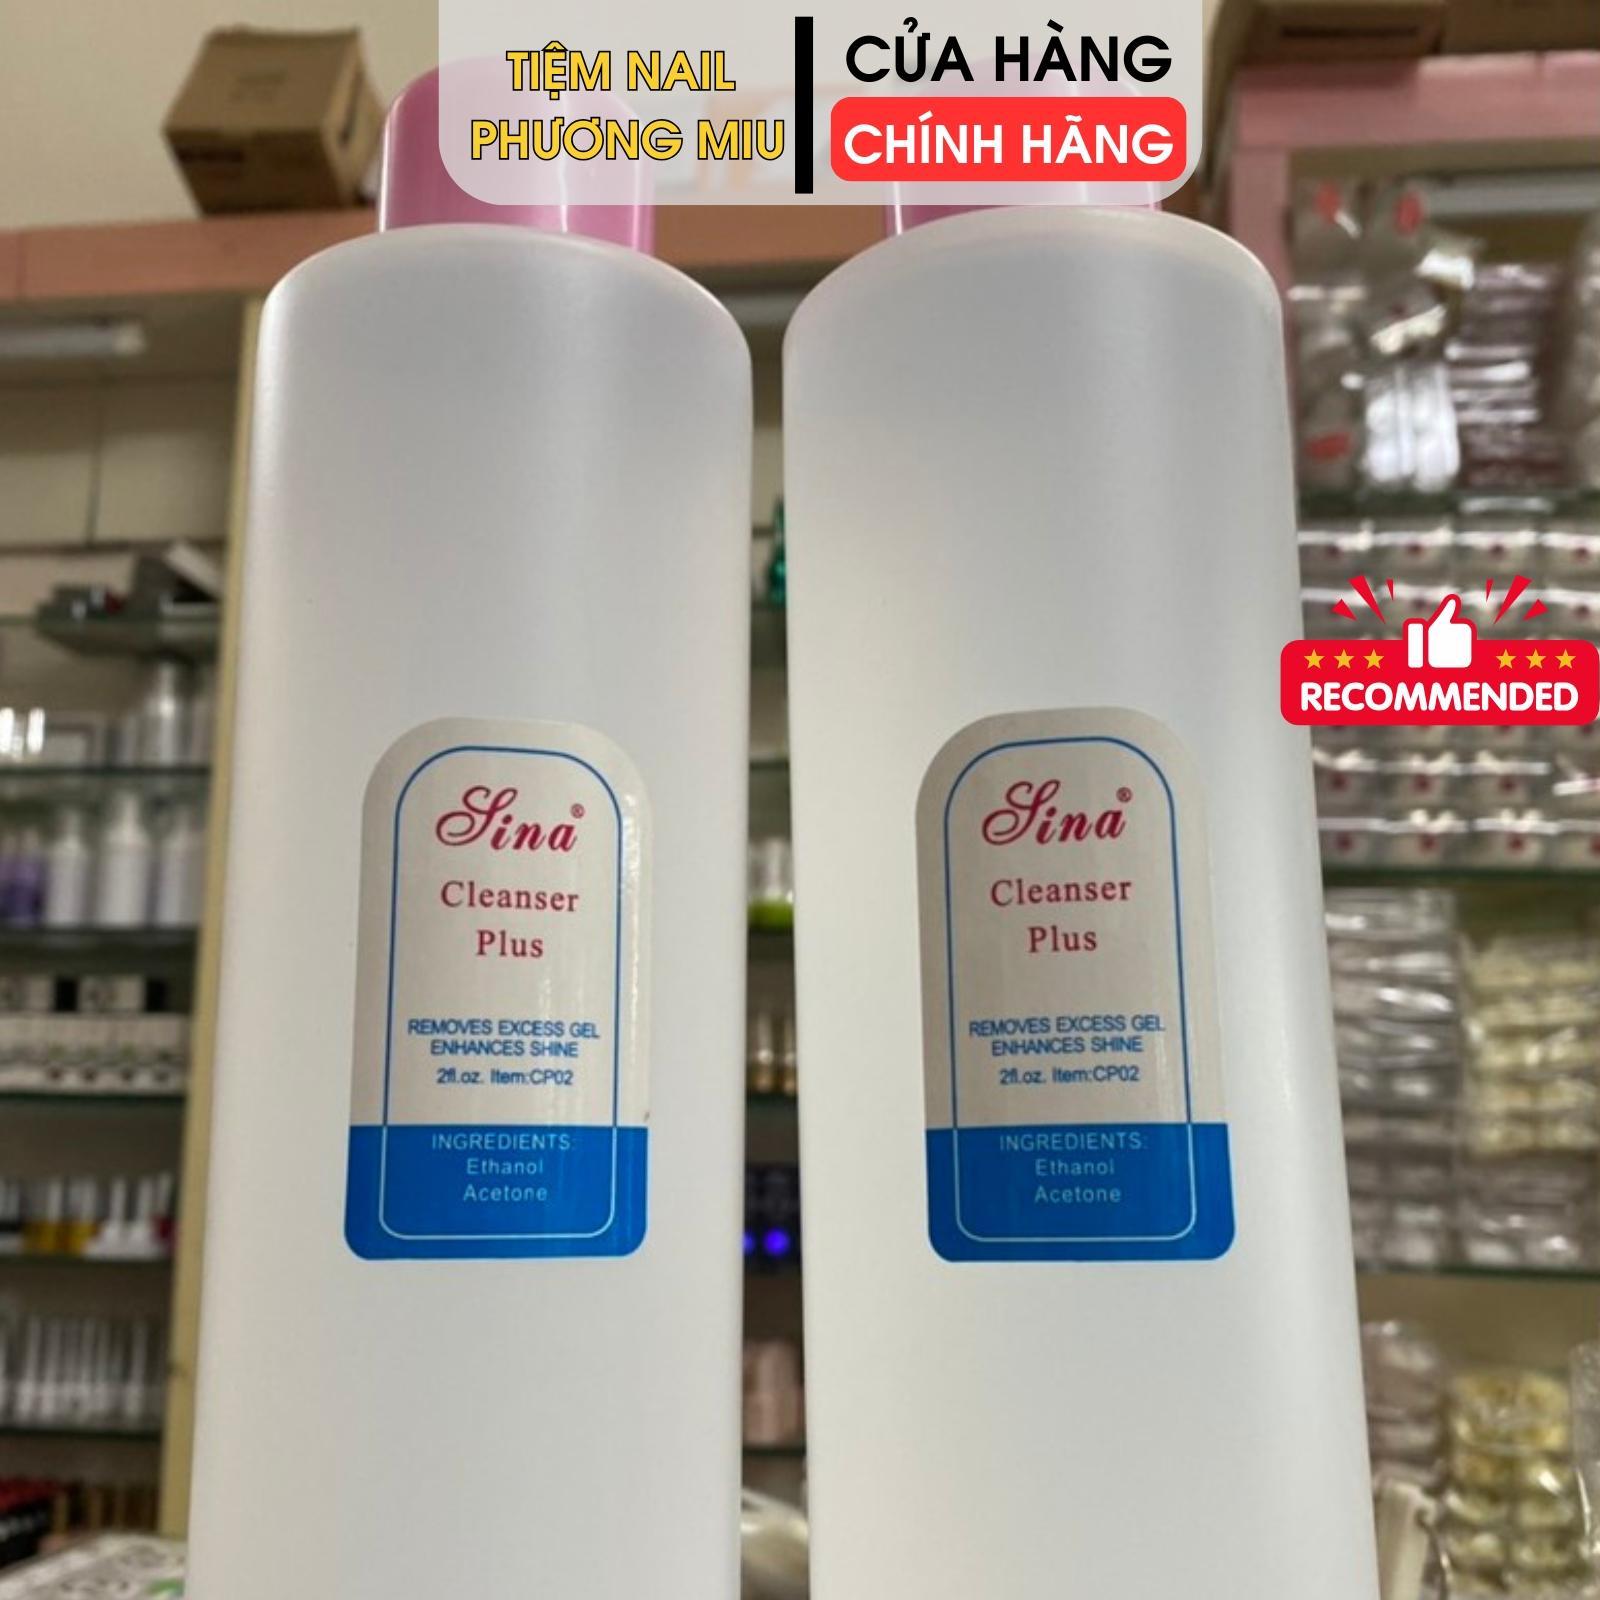 TIỆM NAIL
PHƯƠNG MIU
CỬA HÀNG
CHÍNH HÃNG
RECOMMENDED
Sina®
Cleanser
Plus
REMOVES EXCESS GEL
ENHANCES SHINE
2fl.oz. Item:CP02
INGREDIENTS:
Ethanol
Acetone
Sina®
Cleanser
Plus
REMOVES EXCESS GEL
ENHANCES SHINE
2fl.oz. Item:CP02
INGREDIENTS:
Ethanol
Acetone